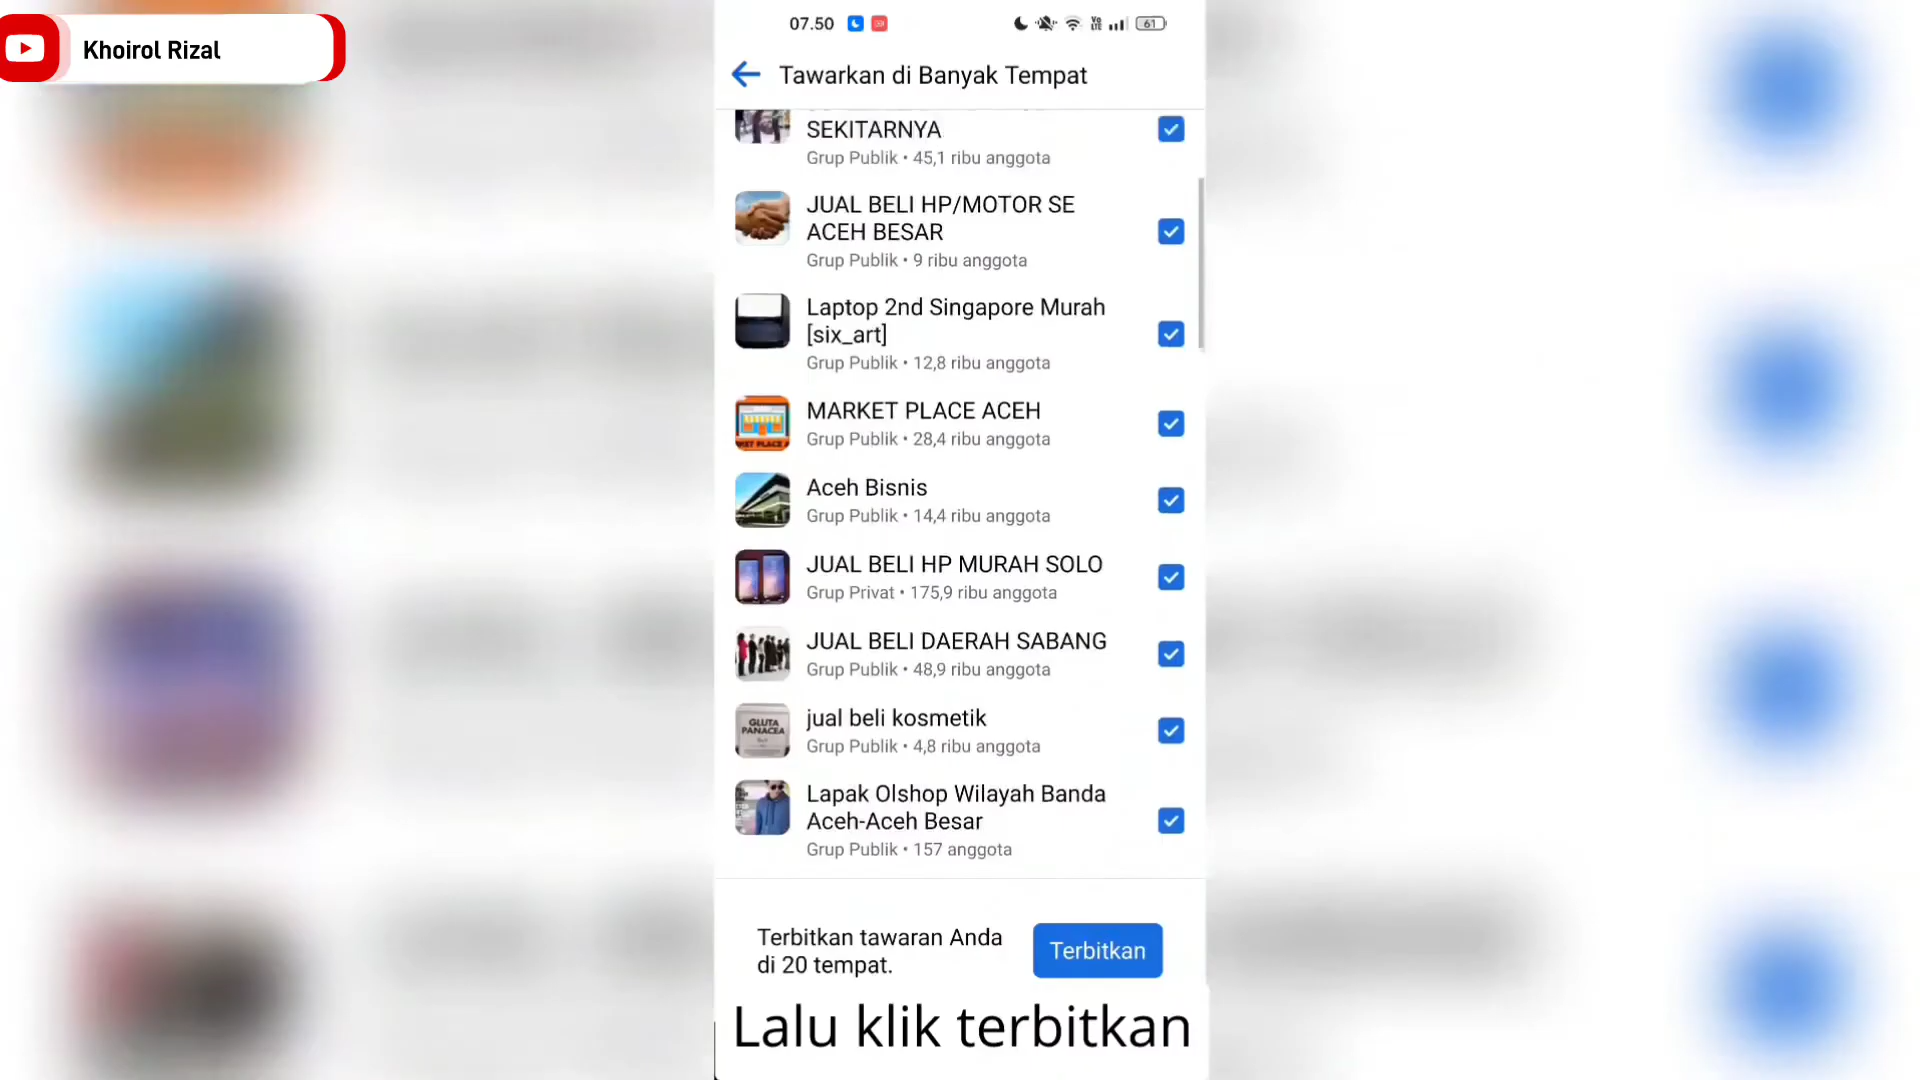 Khoirol Rizal
07.50
61
Tawarkan di Banyak Tempat
SEKITARNYA
Grup Publik • 45,1 ribu anggota
JUAL BELI HP/MOTOR SE
ACEH BESAR
Grup Publik • 9 ribu anggota
Laptop 2nd Singapore Murah
[six_art]
Grup Publik • 12,8 ribu anggota
MARKET PLACE ACEH
Grup Publik • 28,4 ribu anggota
Aceh Bisnis
Grup Publik • 14,4 ribu anggota
JUAL BELI HP MURAH SOLO
Grup Privat • 175,9 ribu anggota
JUAL BELI DAERAH SABANG
Grup Publik • 48,9 ribu anggota
GLUTA
PANACEA
jual beli kosmetik
Grup Publik • 4,8 ribu anggota
Lapak Olshop Wilayah Banda
Aceh-Aceh Besar
Grup Publik • 157 anggota
Terbitkan tawaran Anda
di 20 tempat.
Terbitkan
Lalu klik terbitkan